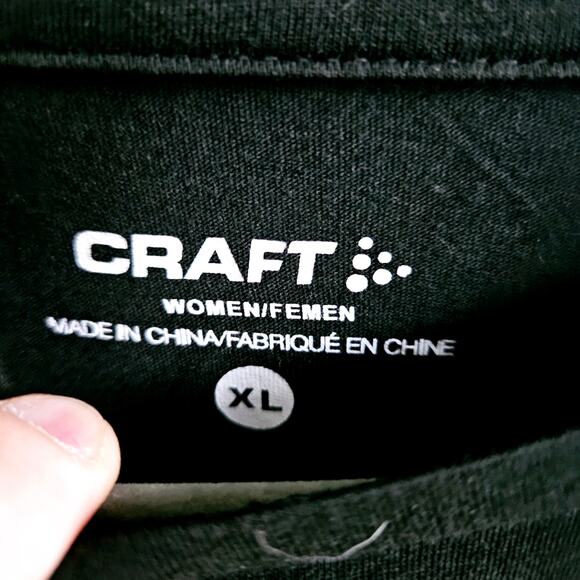 CRAFT
WOMEN/FEMEN
MADE IN CHINA/FABRIQUÉ EN CHINE
XL